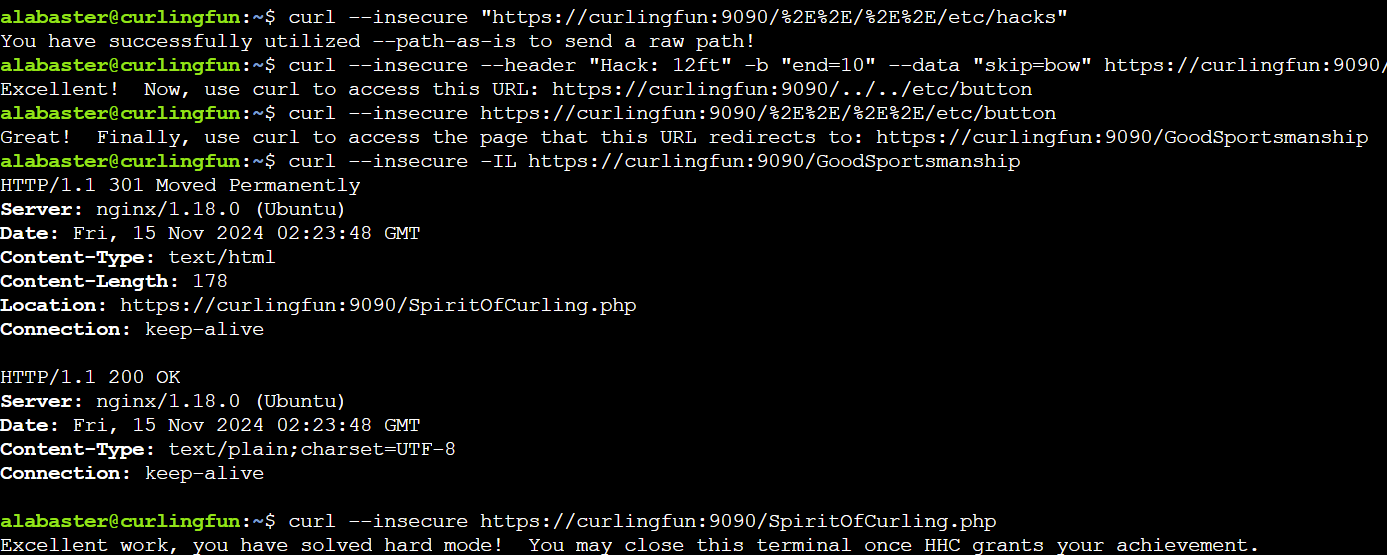 alabaster@curlingfun:~$ curl --insecure "https://curlingfun:9090/%2E%2E/%2E%2E/etc/hacks"
You have successfully utilized --path-as-is to send a raw path!
alabaster@curlingfun:~$ curl --insecure --header "Hack: 12ft" -b "end=10" --data "skip=bow" https://curlingfun:9090/
Excellent!  Now, use curl to access this URL: https://curlingfun:9090/../../etc/button
alabaster@curlingfun:~$ curl --insecure https://curlingfun:9090/%2E%2E/%2E%2E/etc/button
Great!  Finally, use curl to access the page that this URL redirects to: https://curlingfun:9090/GoodSportsmanship
alabaster@curlingfun:~$ curl --insecure -IL https://curlingfun:9090/GoodSportsmanship
HTTP/1.1 301 Moved Permanently
Server: nginx/1.18.0 (Ubuntu)
Date: Fri, 15 Nov 2024 02:23:48 GMT
Content-Type: text/html
Content-Length: 178
Location: https://curlingfun:9090/SpiritOfCurling.php
Connection: keep-alive
HTTP/1.1 200 OK
Server: nginx/1.18.0 (Ubuntu)
Date: Fri, 15 Nov 2024 02:23:48 GMT
Content-Type: text/plain;charset=UTF-8
Connection: keep-alive
alabaster@curlingfun:~$ curl --insecure https://curlingfun:9090/SpiritOfCurling.php
Excellent work, you have solved hard mode!  You may close this terminal once HHC grants your achievement.